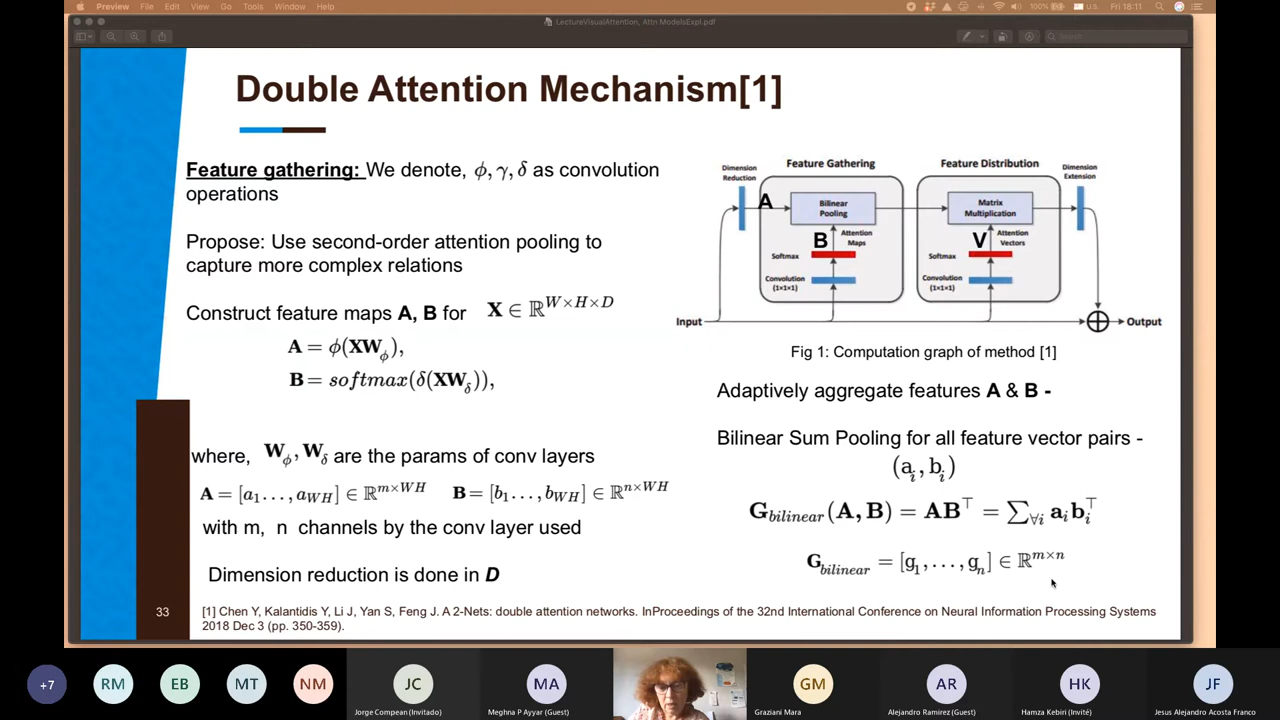 Preview File Edit View Go Tools Window Help
100% U.S. Fri 18:11
LectureVisualAttention, Attn ModelsExpl.pdf
Search
Double Attention Mechanism[1]
Feature gathering: We denote, ϕ, γ, δ as convolution
operations
Propose: Use second-order attention pooling to
capture more complex relations
Construct feature maps A, B for X ∈ ℝ^{W×H×D}
A = ϕ(XW_ϕ),
B = softmax(δ(XW_δ)),
where, W_ϕ, W_δ are the params of conv layers
A = [a_1..., a_{WH}] ∈ ℝ^{m×WH} B = [b_1..., b_{WH}] ∈ ℝ^{n×WH}
with m, n channels by the conv layer used
Dimension reduction is done in D
Dimension
Reduction
Feature Gathering
Feature Distribution
Dimension
Extension
A
Bilinear
Pooling
Matrix
Multiplication
B
Attention
Maps
V
Attention
Vectors
Softmax
Softmax
Convolution
(1×1×1)
Convolution
(1×1×1)
Input
Output
Fig 1: Computation graph of method [1]
Adaptively aggregate features A & B -
Bilinear Sum Pooling for all feature vector pairs -
(a_i, b_i)
G_{bilinear}(A, B) = AB^⊤ = ∑_{∀i} a_i b_i^⊤
G_{bilinear} = [g_1, ..., g_n] ∈ ℝ^{m×n}
33
[1] Chen Y, Kalantidis Y, Li J, Yan S, Feng J. A 2-Nets: double attention networks. InProceedings of the 32nd International Conference on Neural Information Processing Systems
2018 Dec 3 (pp. 350-359).
+7
RM
EB
MT
NM
JC
Jorge Compean (Invitado)
MA
Meghna P Ayyar (Guest)
GM
Graziani Mara
AR
Alejandro Ramirez (Guest)
HK
Hamza Kebiri (Invité)
JF
Jesus Alejandro Acosta Franco